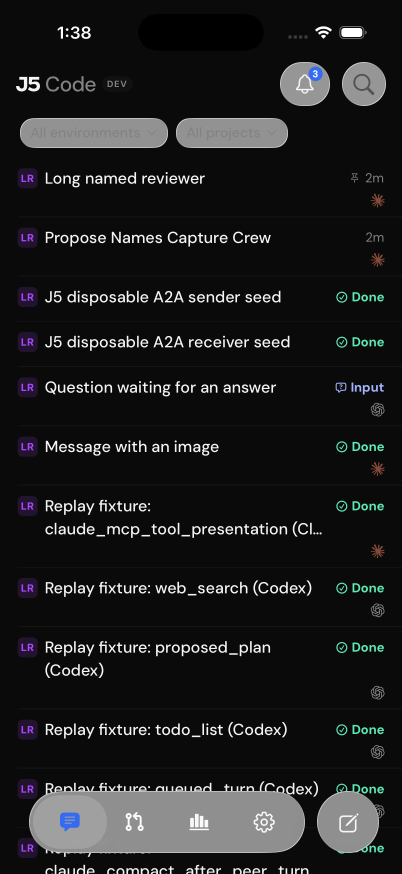 1:38
J5 Code DEV
3
All environments
All projects
LR Long named reviewer 2m
LR Propose Names Capture Crew 2m
LR J5 disposable A2A sender seed Done
LR J5 disposable A2A receiver seed Done
LR Question waiting for an answer Input
LR Message with an image Done
LR Replay fixture: Done
claude_mcp_tool_presentation (Cl...
LR Replay fixture: web_search (Codex) Done
LR Replay fixture: proposed_plan Done
(Codex)
LR Replay fixture: todo_list (Codex) Done
LR Replay fixture: queued_turn (Codex) Done
claude_compact_after_peer_turn